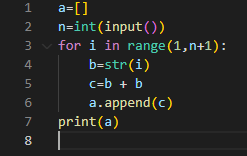 1 a=[]
2 n=int(input())
3 for i in range(1,n+1):
4     b=str(i)
5     c=b + b
6     a.append(c)
7 print(a)
8